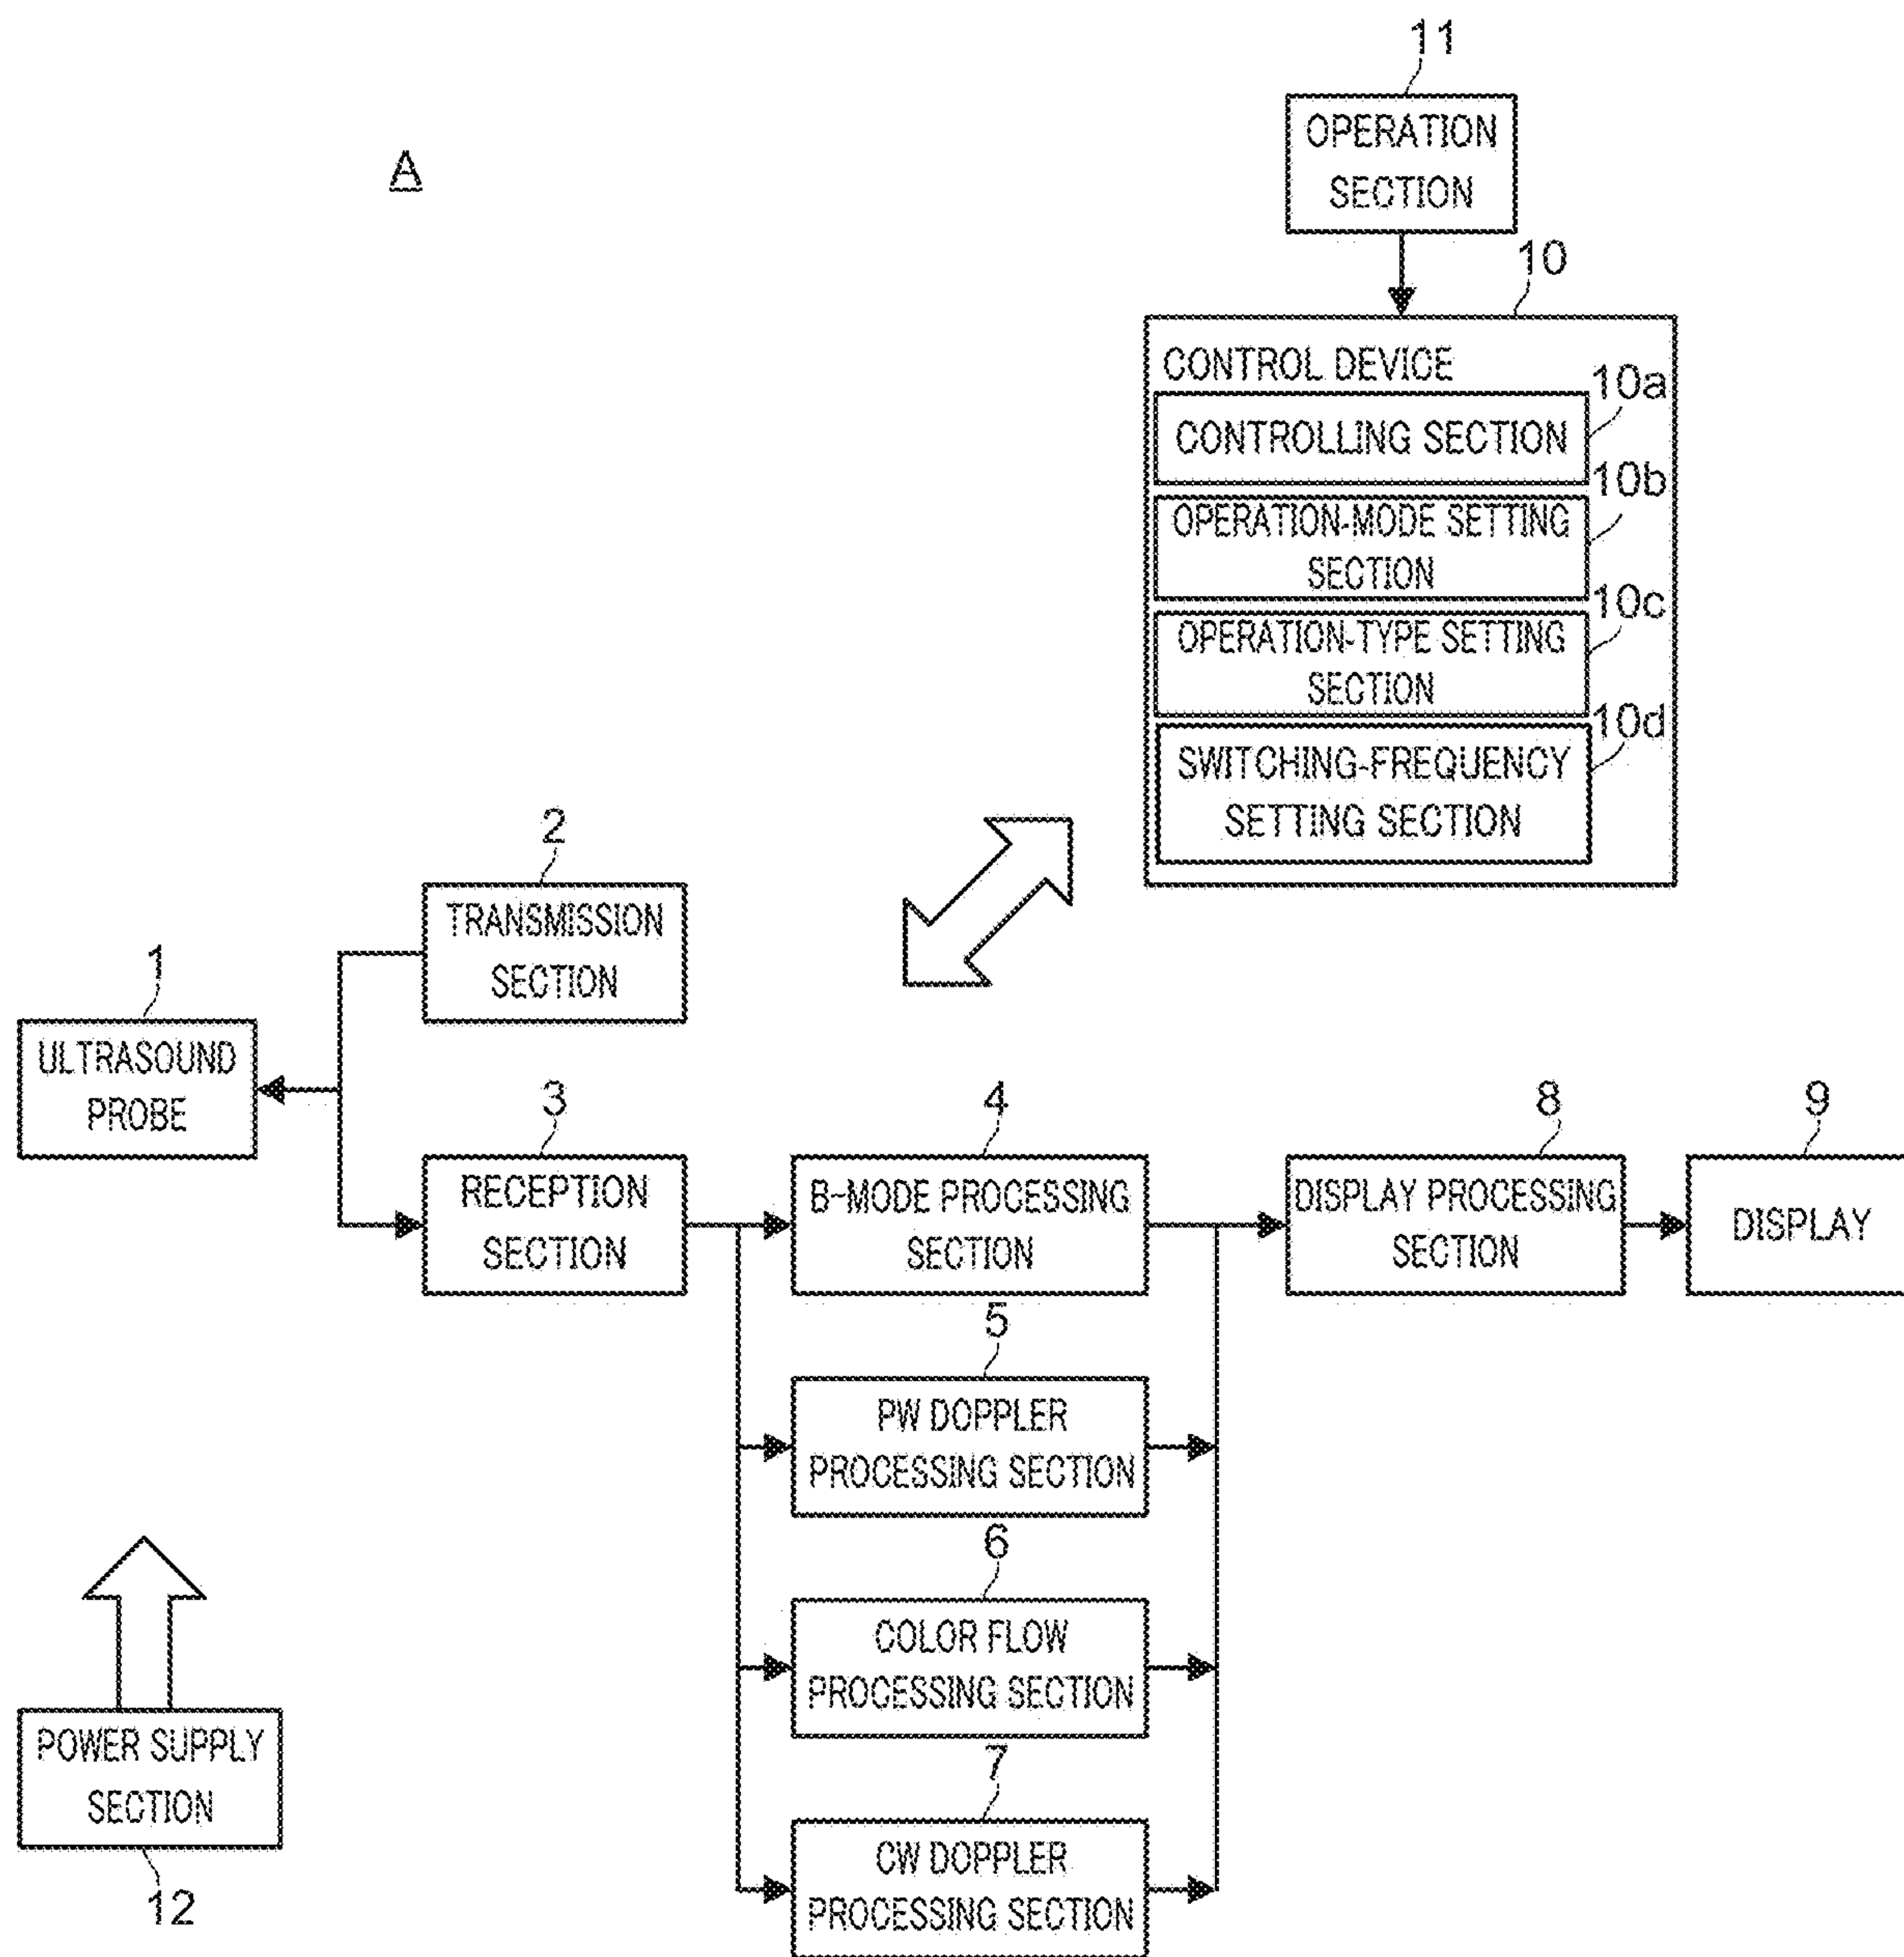 11
OPERATION
SECTION
A
10
CONTROL DEVICE
10a
CONTROLLING SECTION
10b
OPERATION-MODE SETTING
SECTION
10c
OPERATION-TYPE SETTING
SECTION
10d
SWITCHING-FREQUENCY
SETTING SECTION
2
TRANSMISSION
SECTION
1
ULTRASOUND
PROBE
3
RECEPTION
SECTION
4
B-MODE PROCESSING
SECTION
8
DISPLAY PROCESSING
SECTION
9
DISPLAY
5
PW DOPPLER
PROCESSING SECTION
6
COLOR FLOW
PROCESSING SECTION
7
CW DOPPLER
PROCESSING SECTION
POWER SUPPLY
SECTION
12